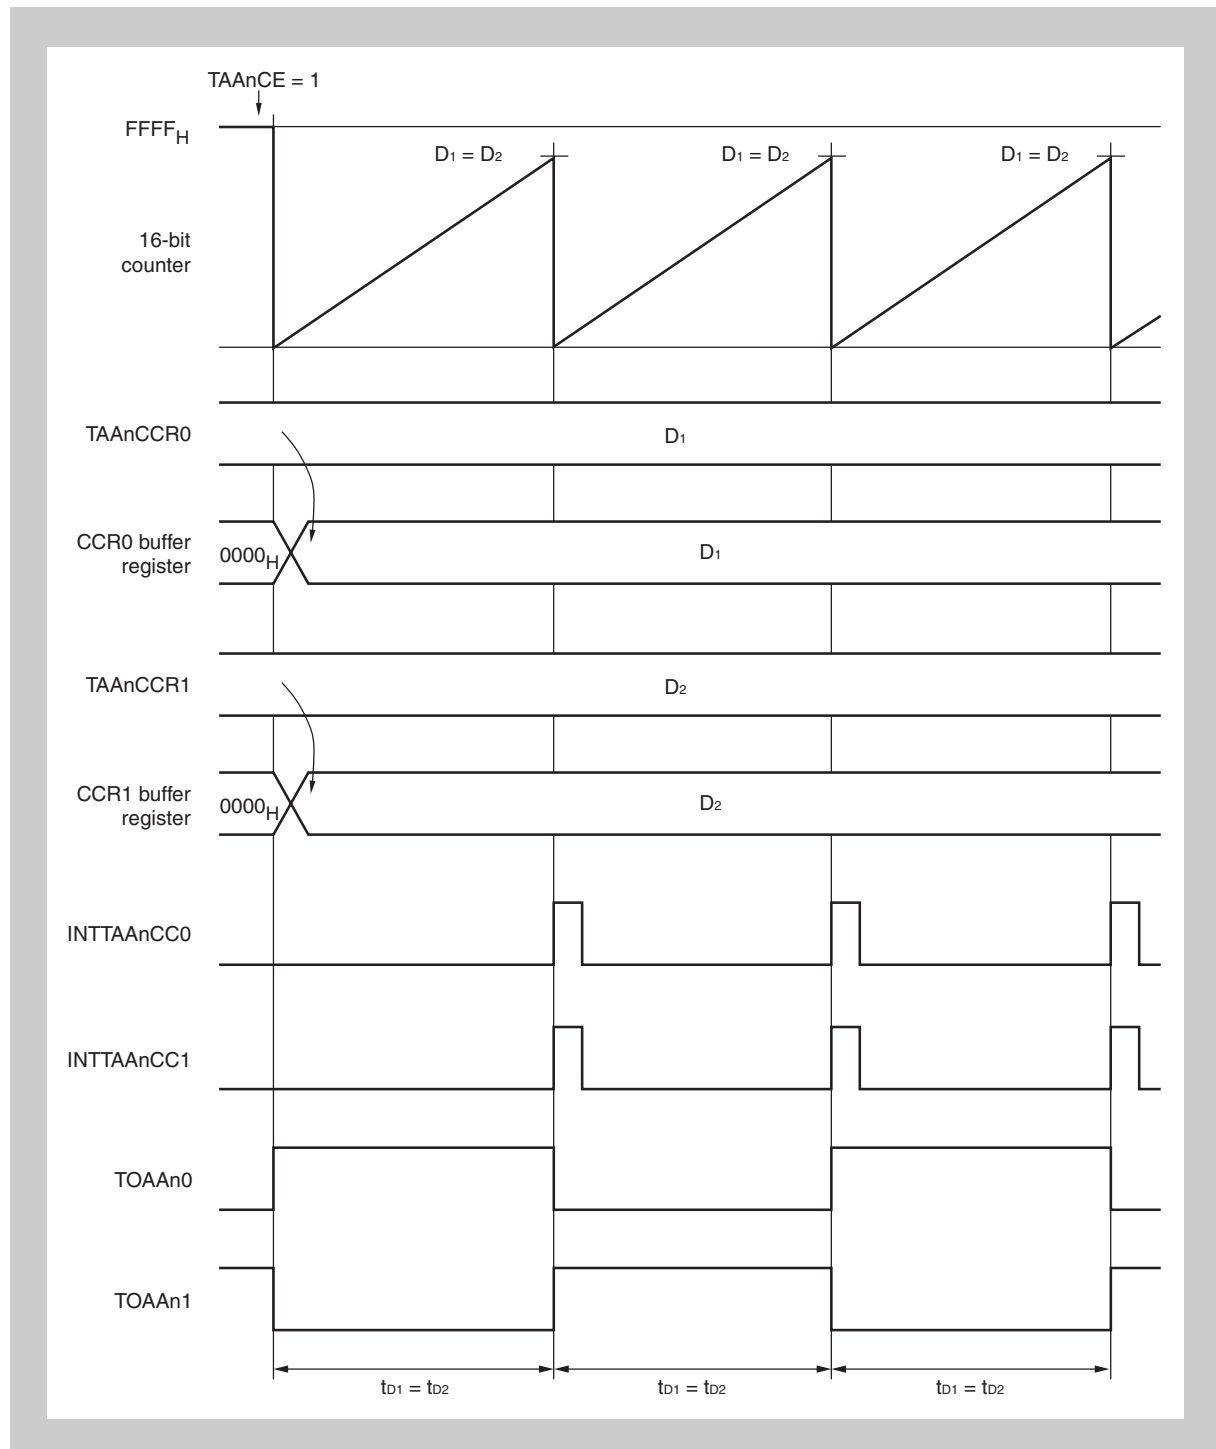 TAAnCE = 1
FFFFH
D1 = D2 D1 = D2 D1 = D2
16-bit
counter
TAAnCCR0 D1
CCR0 buffer
register
0000H D1
TAAnCCR1 D2
CCR1 buffer
register
0000H D2
INTTAAnCC0
INTTAAnCC1
TOAAn0
TOAAn1
tD1 = tD2 tD1 = tD2 tD1 = tD2